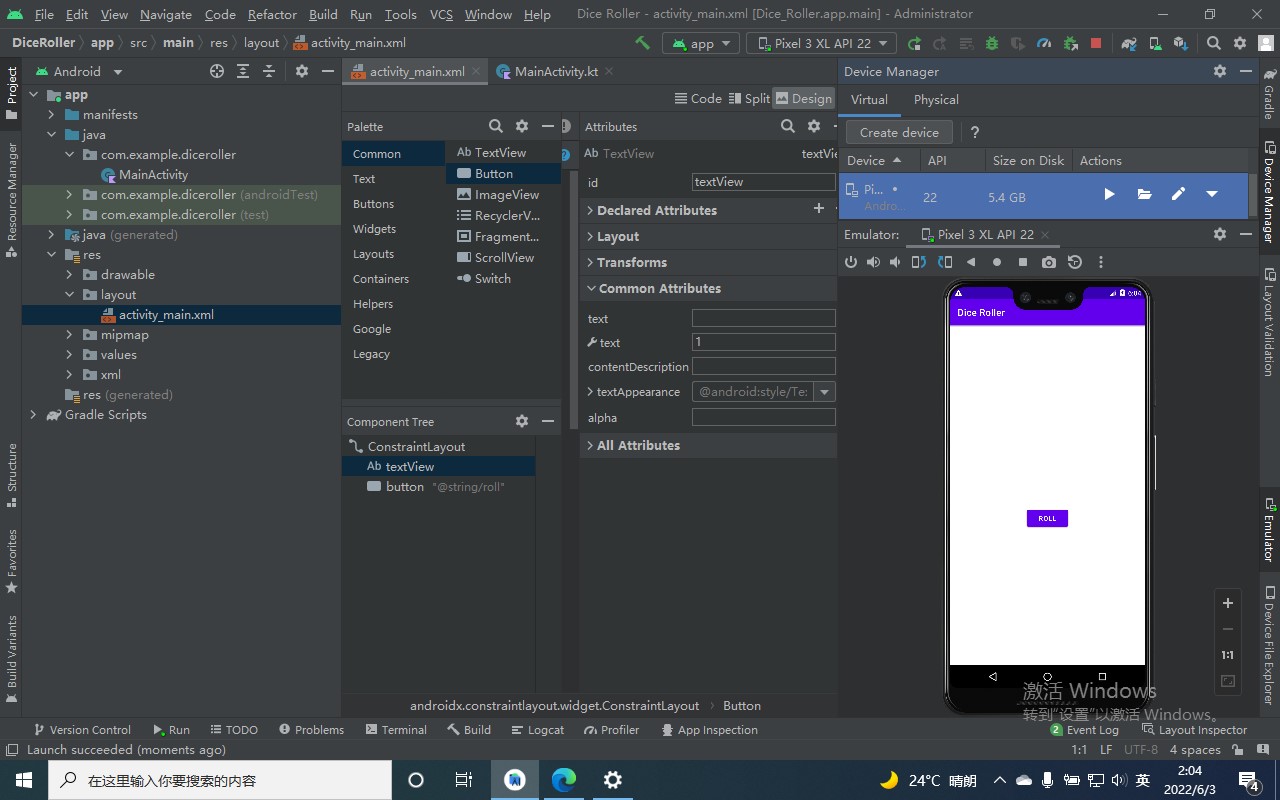 File Edit View Navigate Code Refactor Build Run Tools VCS Window Help Dice Roller - activity_main.xml [Dice_Roller.app.main] - Administrator
DiceRoller app src main res layout activity_main.xml app Pixel 3 XL API 22
Project
Resource Manager
Structure
Favorites
Build Variants
Android
app
manifests
java
com.example.diceroller
MainActivity
com.example.diceroller (androidTest)
com.example.diceroller (test)
java (generated)
res
drawable
layout
activity_main.xml
mipmap
values
xml
res (generated)
Gradle Scripts
activity_main.xml MainActivity.kt
Code Split Design
Palette
Common
Text
Buttons
Widgets
Layouts
Containers
Helpers
Google
Legacy
Ab TextView
Button
ImageView
RecyclerV...
Fragment...
ScrollView
Switch
Component Tree
ConstraintLayout
Ab textView
button "@string/roll"
Attributes
Ab TextView textVie
id textView
Declared Attributes
Layout
Transforms
Common Attributes
text
text 1
contentDescription
textAppearance @android:style/Te:
alpha
All Attributes
androidx.constraintlayout.widget.ConstraintLayout Button
Device Manager
Virtual Physical
Create device ?
Device API Size on Disk Actions
Pi... 22 5.4 GB
Andro...
Emulator: Pixel 3 XL API 22
6:04
Dice Roller
ROLL
1:1
激活 Windows
转到"设置"以激活 Windows。
Gradle
Device Manager
Layout Validation
Emulator
Device File Explorer
Version Control Run TODO Problems Terminal Build Logcat Profiler App Inspection 2 Event Log Layout Inspector
Launch succeeded (moments ago) 1:1 LF UTF-8 4 spaces
在这里输入你要搜索的内容 24°C 晴朗 英 2:04
2022/6/3
4